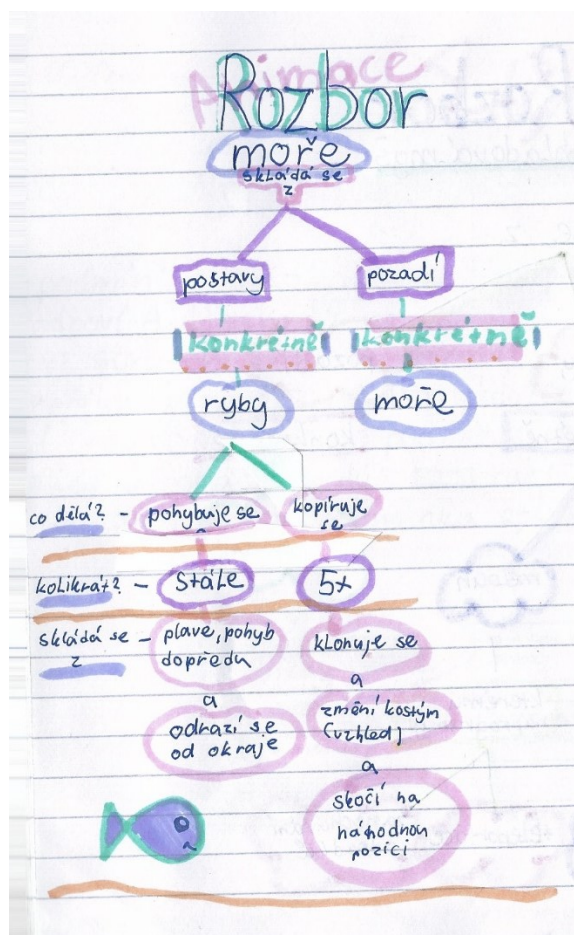 Animace
Rozbor
moře
skládá se
z
postavy
pozadí
konkrétně
konkrétně
ryby
moře
co dělá? - pohybuje se
kopíruje
se
kolikrát? - stále
5x
skládá se - plave, pohyb
z dopředu
klonuje se
a
a
odrazí se
od okraje
změní kostým
(vzhled)
a
skočí na
náhodnou
pozici